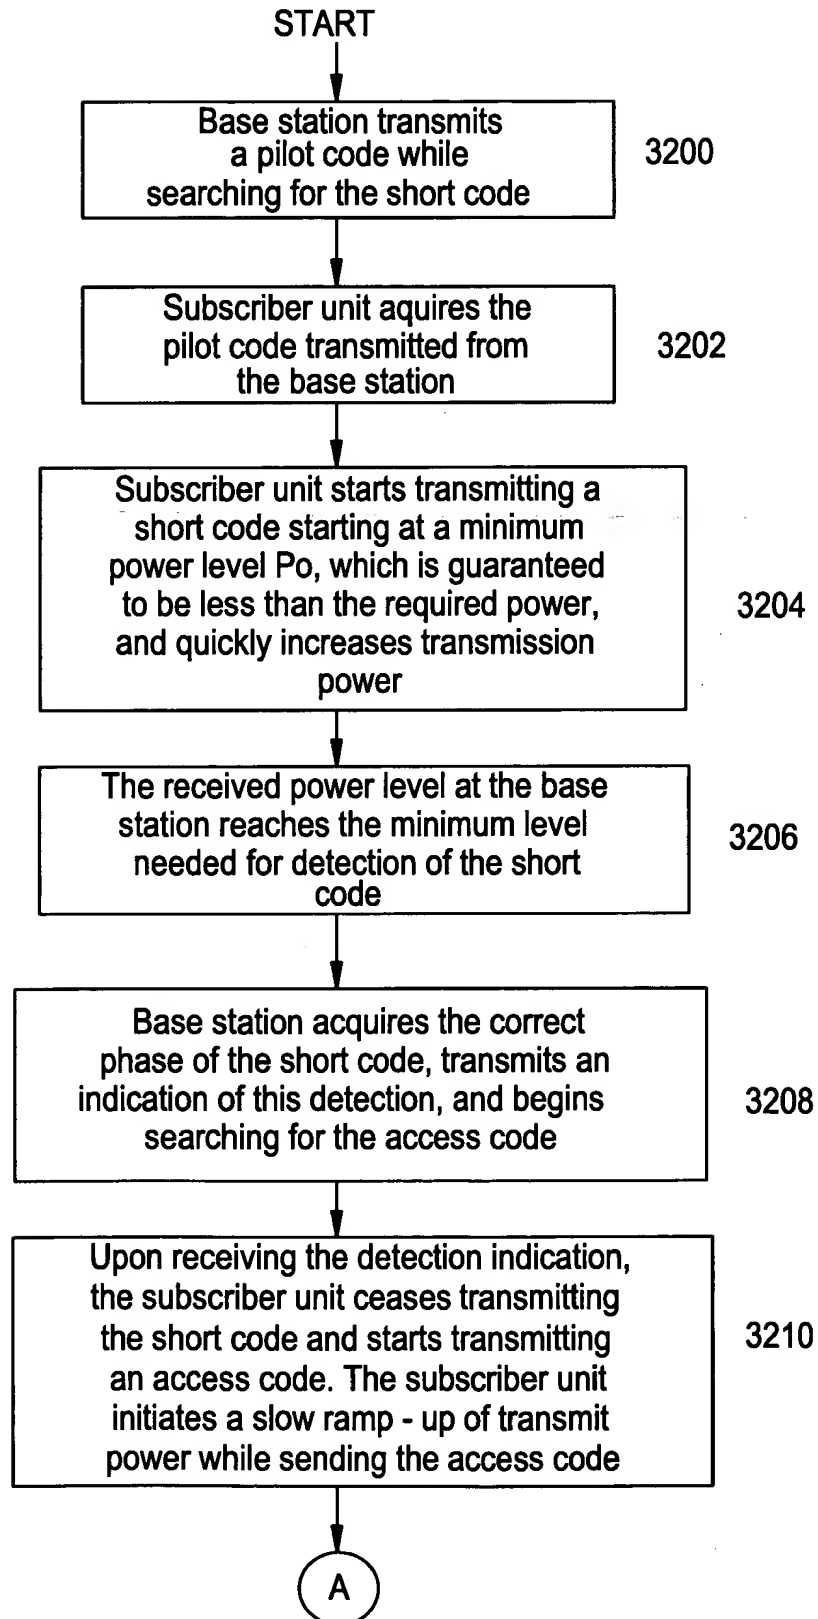 START
Base station transmits
a pilot code while
searching for the short code
3200
Subscriber unit aquires the
pilot code transmitted from
the base station
3202
Subscriber unit starts transmitting a
short code starting at a minimum
power level Po, which is guaranteed
to be less than the required power,
and quickly increases transmission
power
3204
The received power level at the base
station reaches the minimum level
needed for detection of the short
code
3206
Base station acquires the correct
phase of the short code, transmits an
indication of this detection, and begins
searching for the access code
3208
Upon receiving the detection indication,
the subscriber unit ceases transmitting
the short code and starts transmitting
an access code. The subscriber unit
initiates a slow ramp - up of transmit
power while sending the access code
3210
A